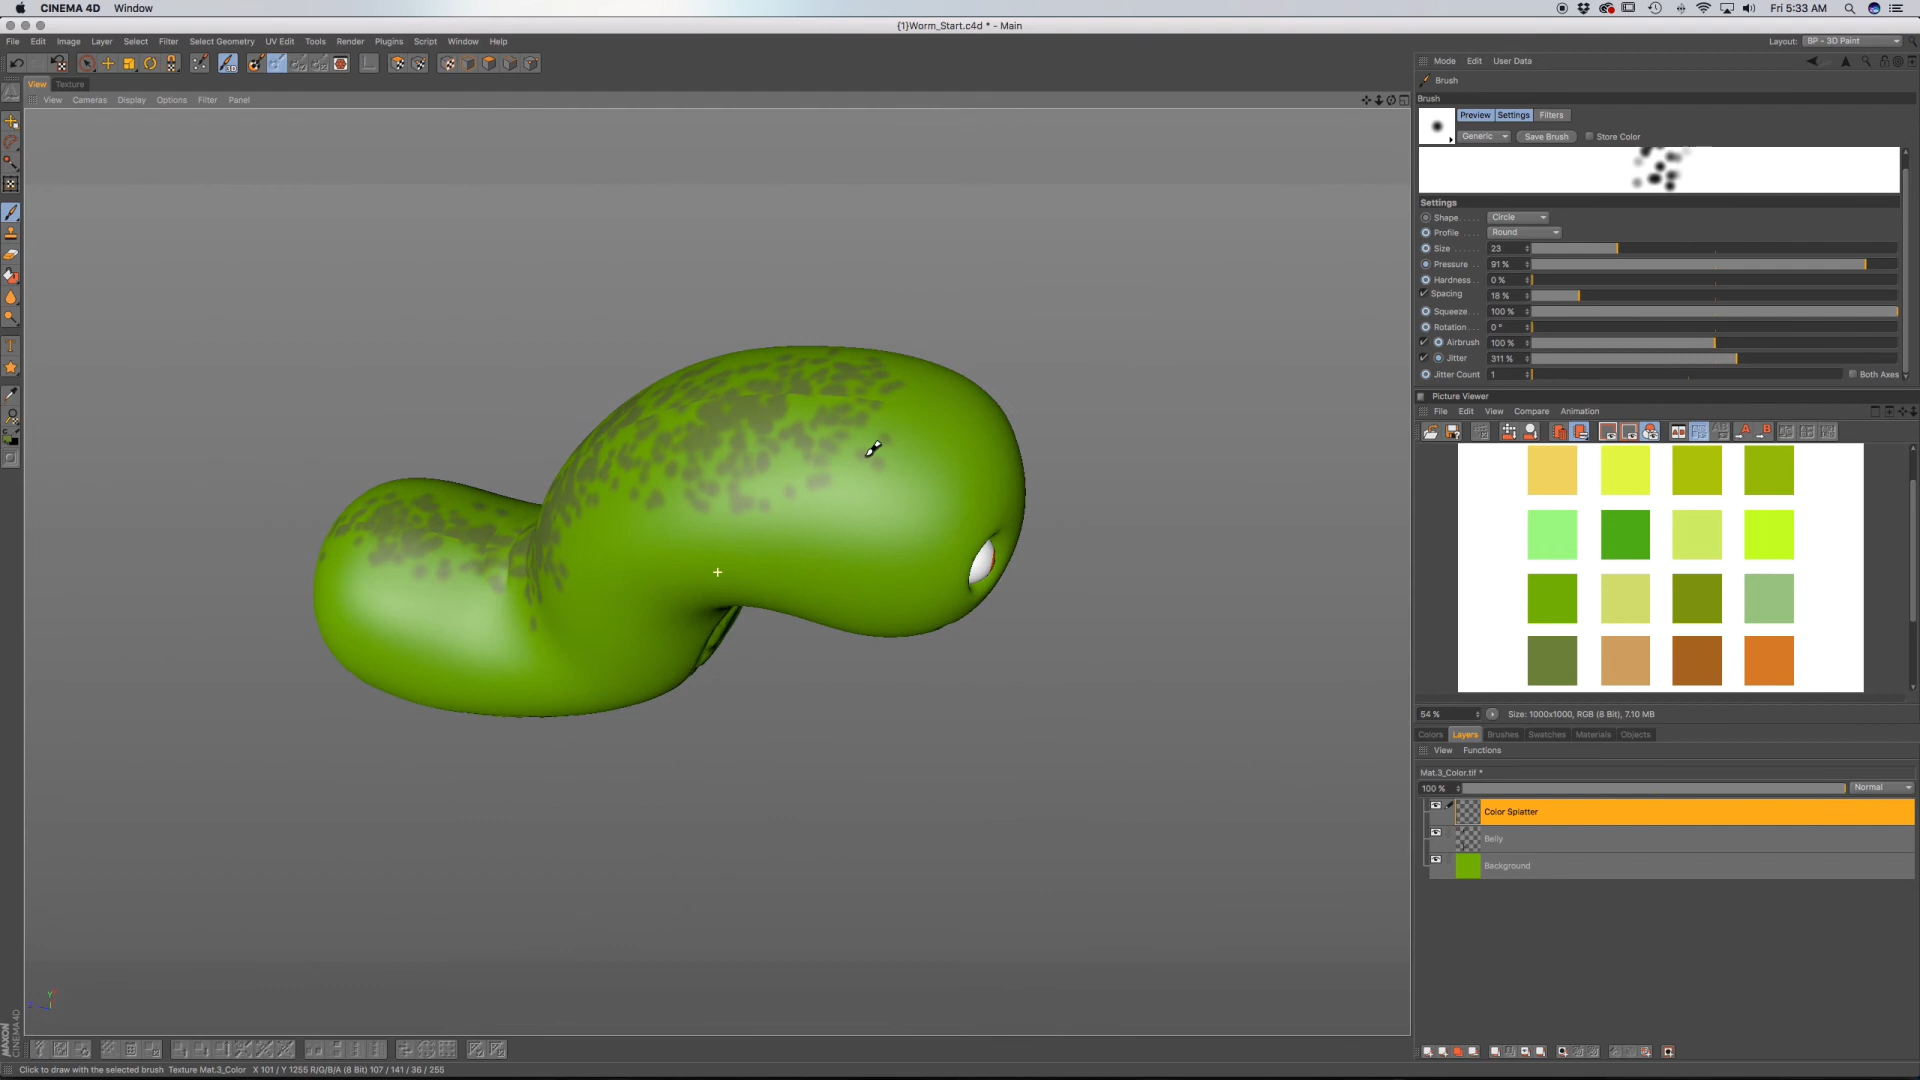 CINEMA 4D Window Fri 5:33 AM
{1}Worm_Start.c4d * - Main
File Edit Image Layer Select Filter Select Geometry UV Edit Tools Render Plugins Script Window Help Layout: BP - 3D Paint
Mode Edit User Data
Brush
View Texture
View Cameras Display Options Filter Panel
Brush
Preview Settings Filters
Generic Save Brush Store Color
Settings
Shape Circle
Profile Round
Size 23
Pressure 91 %
Hardness 0 %
Spacing 18 %
Squeeze 100 %
Rotation 0 °
Airbrush 100 %
Jitter 311 %
Jitter Count 1 Both Axes
Picture Viewer
File Edit View Compare Animation
54 % Size: 1000x1000, RGB (8 Bit), 7.10 MB
Colors Layers Brushes Swatches Materials Objects
View Functions
Mat.3_Color.tif *
100 % Normal
Color Splatter
Belly
Background
Y
MAXON
CINEMA 4D
Click to draw with the selected brush Texture Mat.3_Color X 101 / Y 1255 R/G/B/A (8 Bit) 107 / 141 / 36 / 255